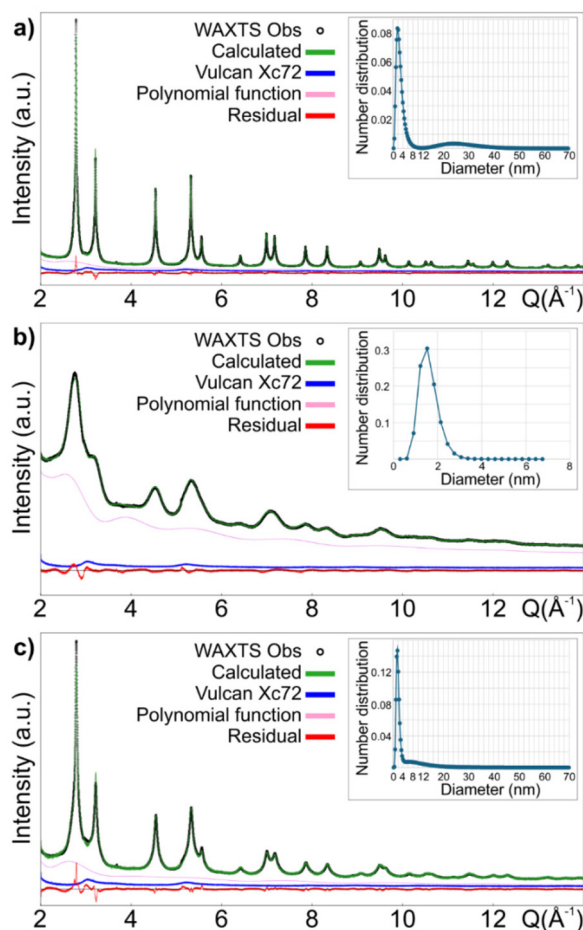 a)
WAXTS Obs
Calculated
Vulcan Xc72
Polynomial function
Residual
Intensity (a.u.)
Number distribution
0.08
0.06
0.04
0.02
0 4 8 12 20 30 40 50 60 70
Diameter (nm)
2 4 6 8 10 12 Q(Å⁻¹)
b)
WAXTS Obs
Calculated
Vulcan Xc72
Polynomial function
Residual
Intensity (a.u.)
Number distribution
0.3
0.2
0.1
0 2 4 6 8
Diameter (nm)
2 4 6 8 10 12 Q(Å⁻¹)
c)
WAXTS Obs
Calculated
Vulcan Xc72
Polynomial function
Residual
Intensity (a.u.)
Number distribution
0.12
0.08
0.04
0 4 8 12 20 30 40 50 60 70
Diameter (nm)
2 4 6 8 10 12 Q(Å⁻¹)